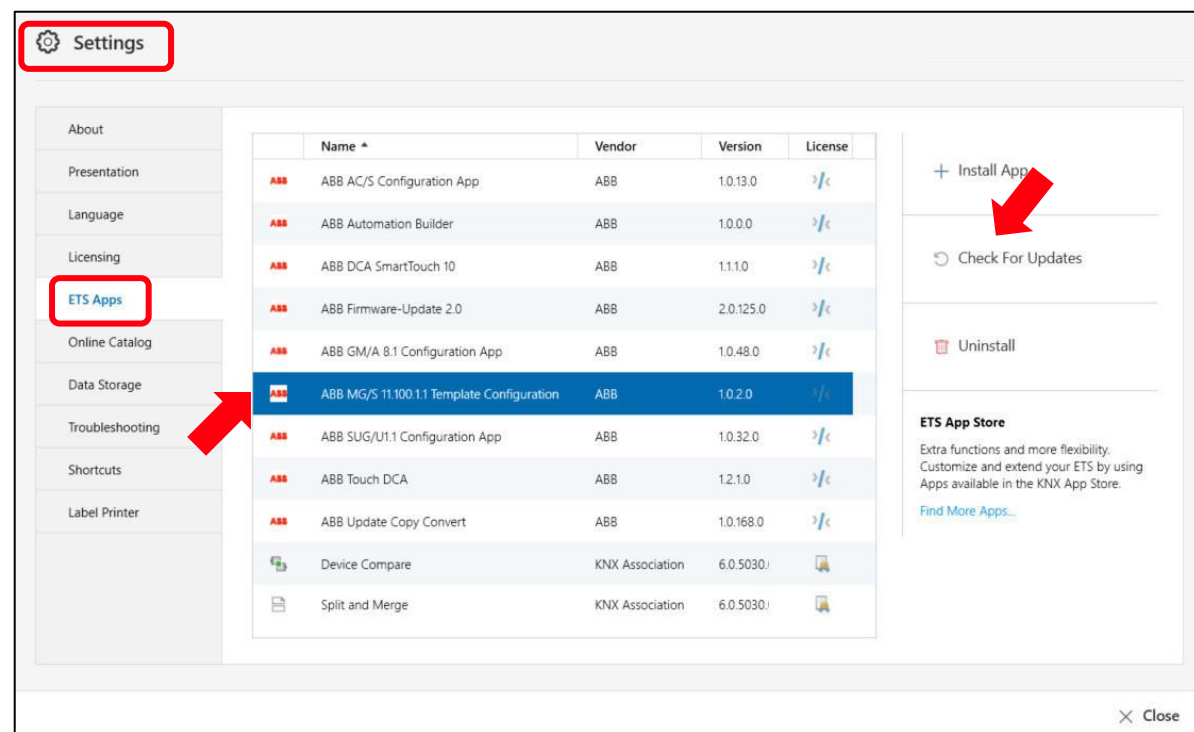 Settings
About
Presentation
Language
Licensing
ETS Apps
Online Catalog
Data Storage
Troubleshooting
Shortcuts
Label Printer
Name Vendor Version License
ABB ABB AC/S Configuration App ABB 1.0.13.0
ABB ABB Automation Builder ABB 1.0.0.0
ABB ABB DCA SmartTouch 10 ABB 1.1.1.0
ABB ABB Firmware-Update 2.0 ABB 2.0.125.0
ABB ABB GM/A 8.1 Configuration App ABB 1.0.48.0
ABB ABB MG/S 11.100.1.1 Template Configuration ABB 1.0.2.0
ABB ABB SUG/U1.1 Configuration App ABB 1.0.32.0
ABB ABB Touch DCA ABB 1.2.1.0
ABB ABB Update Copy Convert ABB 1.0.168.0
Device Compare KNX Association 6.0.5030.
Split and Merge KNX Association 6.0.5030.
Install App
Check For Updates
Uninstall
ETS App Store
Extra functions and more flexibility.
Customize and extend your ETS by using
Apps available in the KNX App Store.
Find More Apps...
Close